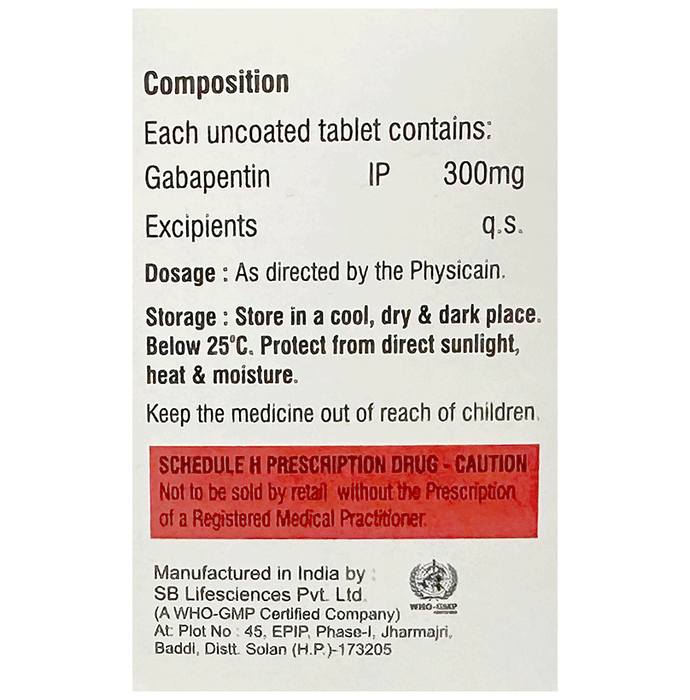 Composition
Each uncoated tablet contains:
Gabapentin IP 300mg
Excipients q.s.
Dosage : As directed by the Physicain.
Storage : Store in a cool, dry & dark place.
Below 25°C. Protect from direct sunlight,
heat & moisture.
Keep the medicine out of reach of children.
SCHEDULE H PRESCRIPTION DRUG - CAUTION
Not to be sold by retail without the Prescription
of a Registered Medical Practitioner.
Manufactured in India by :
SB Lifesciences Pvt. Ltd.
(A WHO-GMP Certified Company)
WHO-GMP
At: Plot No : 45, EPIP, Phase-I, Jharmajri,
Baddi, Distt. Solan (H.P.)-173205